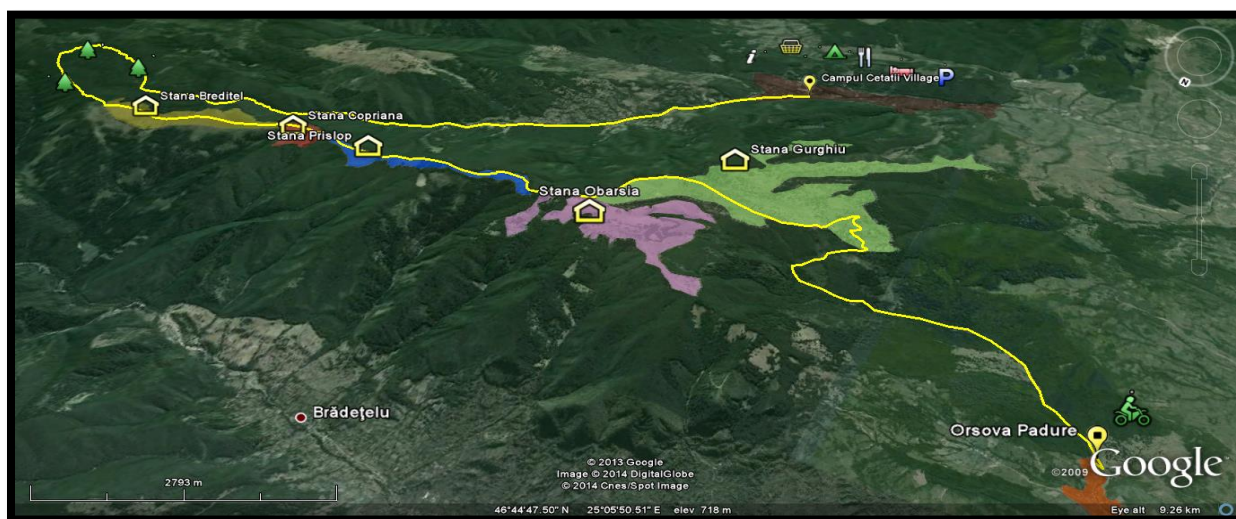 i
Campul Cetatii Village
P
N
Stana Breditel
Stana Copriana
Stana Prislop
Stana Gurghiu
Stana Obarsia
Brădeţelu
Orsova Padure
© 2013 Google
Image © 2014 DigitalGlobe
© 2014 Cnes/Spot Image
©2009 Google
2793 m
46°44'47.50" N 25°05'50.51" E elev 718 m
Eye alt 9.26 km